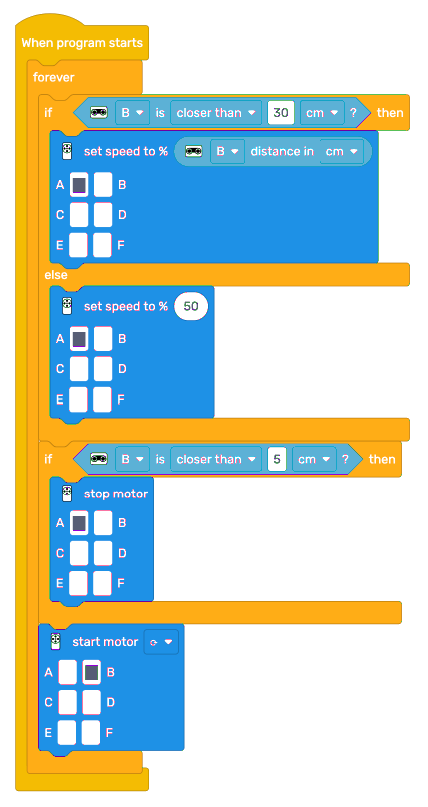 When program starts
forever
if B is closer than 30 cm ? then
set speed to % B distance in cm
A B
C D
E F
else
set speed to % 50
A B
C D
E F
if B is closer than 5 cm ? then
stop motor
A B
C D
E F
start motor
A B
C D
E F